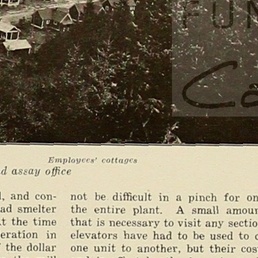 FUN
Ca
Employees' cottages
d assay office
, and con-
ad smelter
t the time
eration in
the dollar
not be difficult in a pinch for on
the entire plant. A small amoun
that is necessary to visit any sectio
elevators have had to be used to c
one unit to another, but their cos